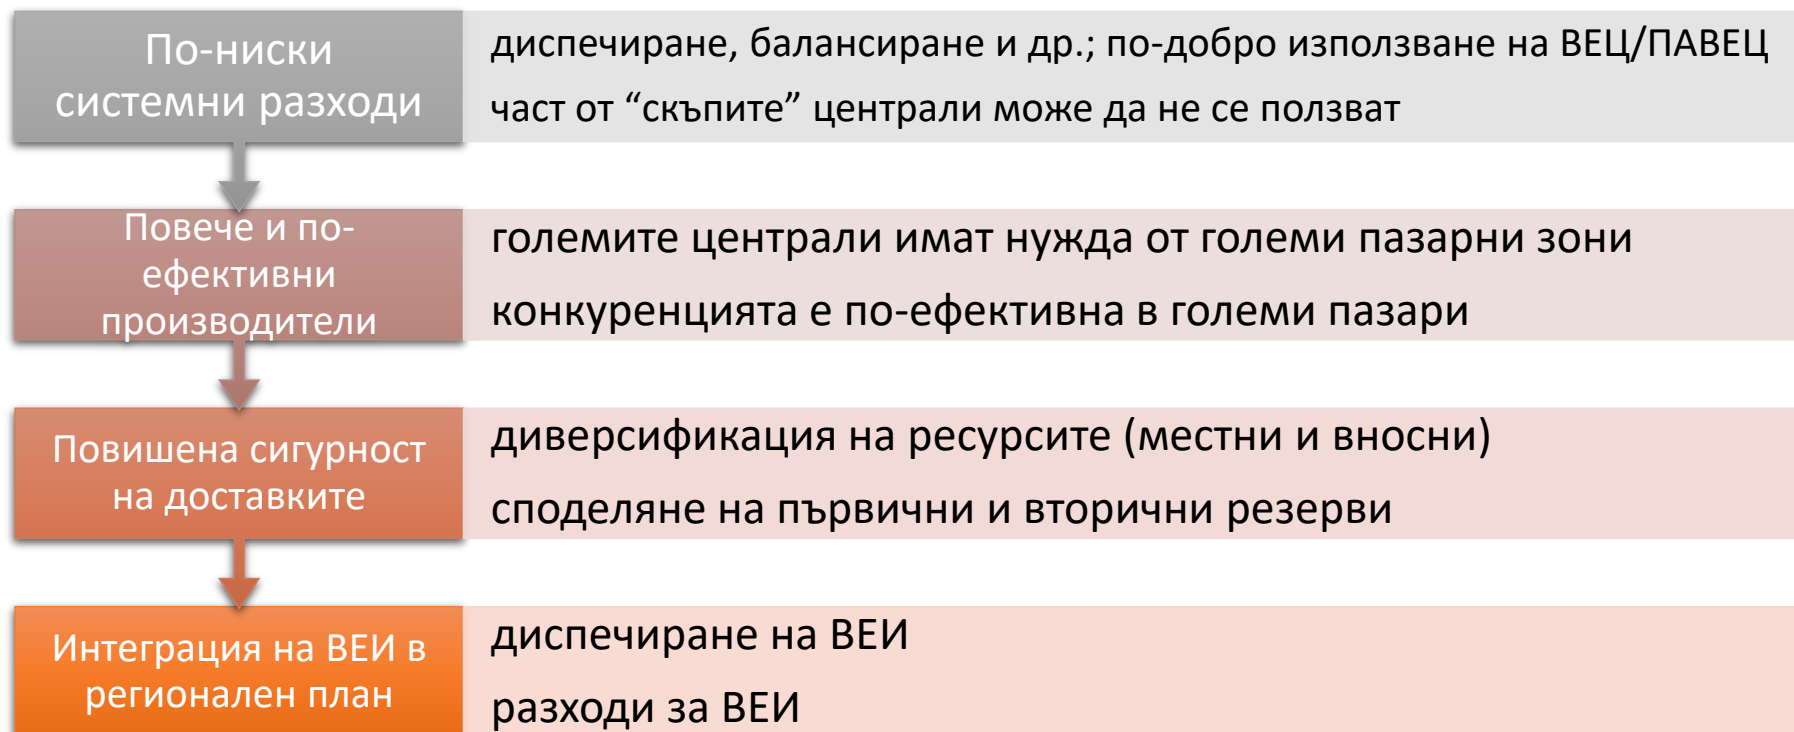 По-ниски
системни разходи
диспечиране, балансиране и др.; по-добро използване на ВЕЦ/ПАВЕЦ
част от “скъпите” централи може да не се ползват
Повече и по-
ефективни
производители
големите централи имат нужда от големи пазарни зони
конкуренцията е по-ефективна в големи пазари
Повишена сигурност
на доставките
диверсификация на ресурсите (местни и вносни)
споделяне на първични и вторични резерви
Интеграция на ВЕИ в
регионален план
диспечиране на ВЕИ
разходи за ВЕИ